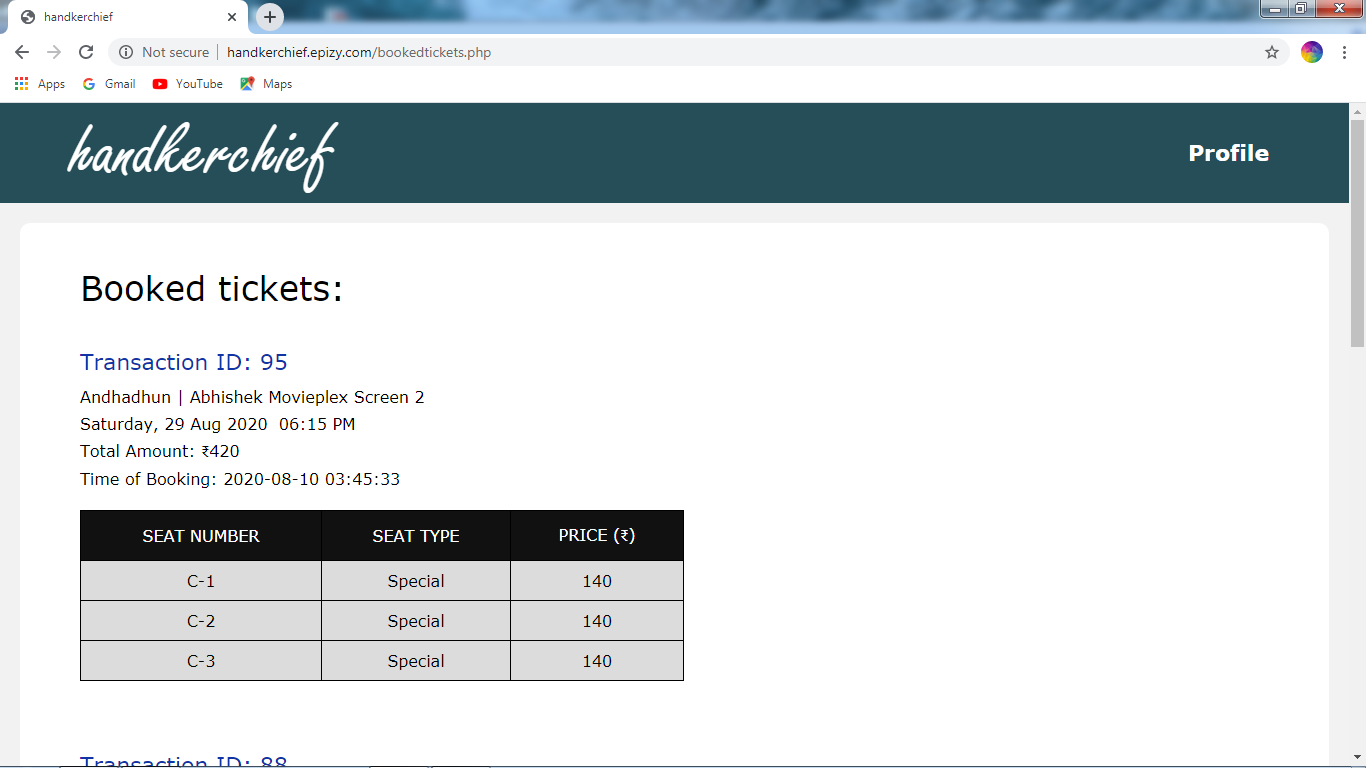 handkerchief
Not secure handkerchief.epizy.com/bookedtickets.php
Apps Gmail YouTube Maps
handkerchief
Profile
Booked tickets:
Transaction ID: 95
Andhadhun | Abhishek Movieplex Screen 2
Saturday, 29 Aug 2020 06:15 PM
Total Amount: ₹420
Time of Booking: 2020-08-10 03:45:33
SEAT NUMBER SEAT TYPE PRICE (₹)
C-1 Special 140
C-2 Special 140
C-3 Special 140
Transaction ID: 88